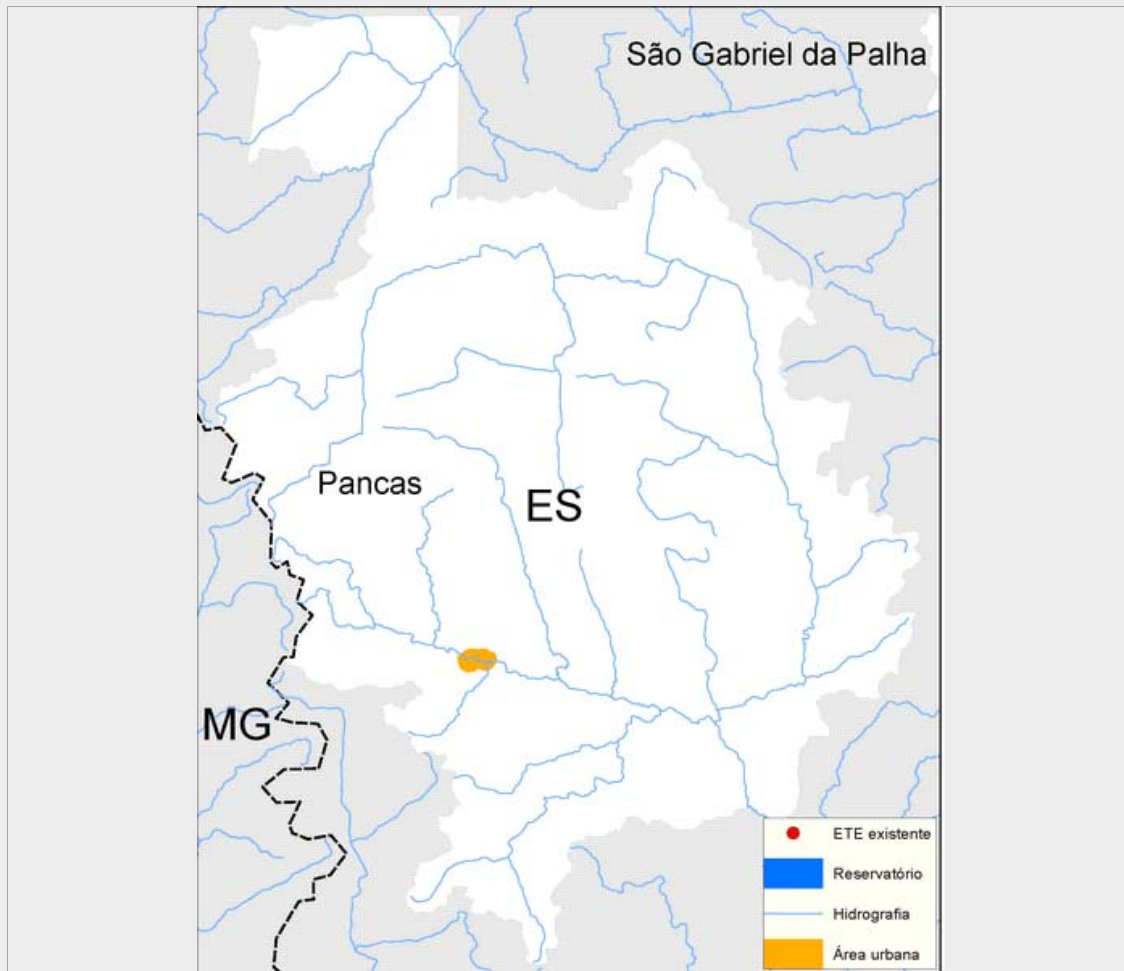 São Gabriel da Palha
Pancas
ES
MG
ETE existente
Reservatório
Hidrografia
Área urbana